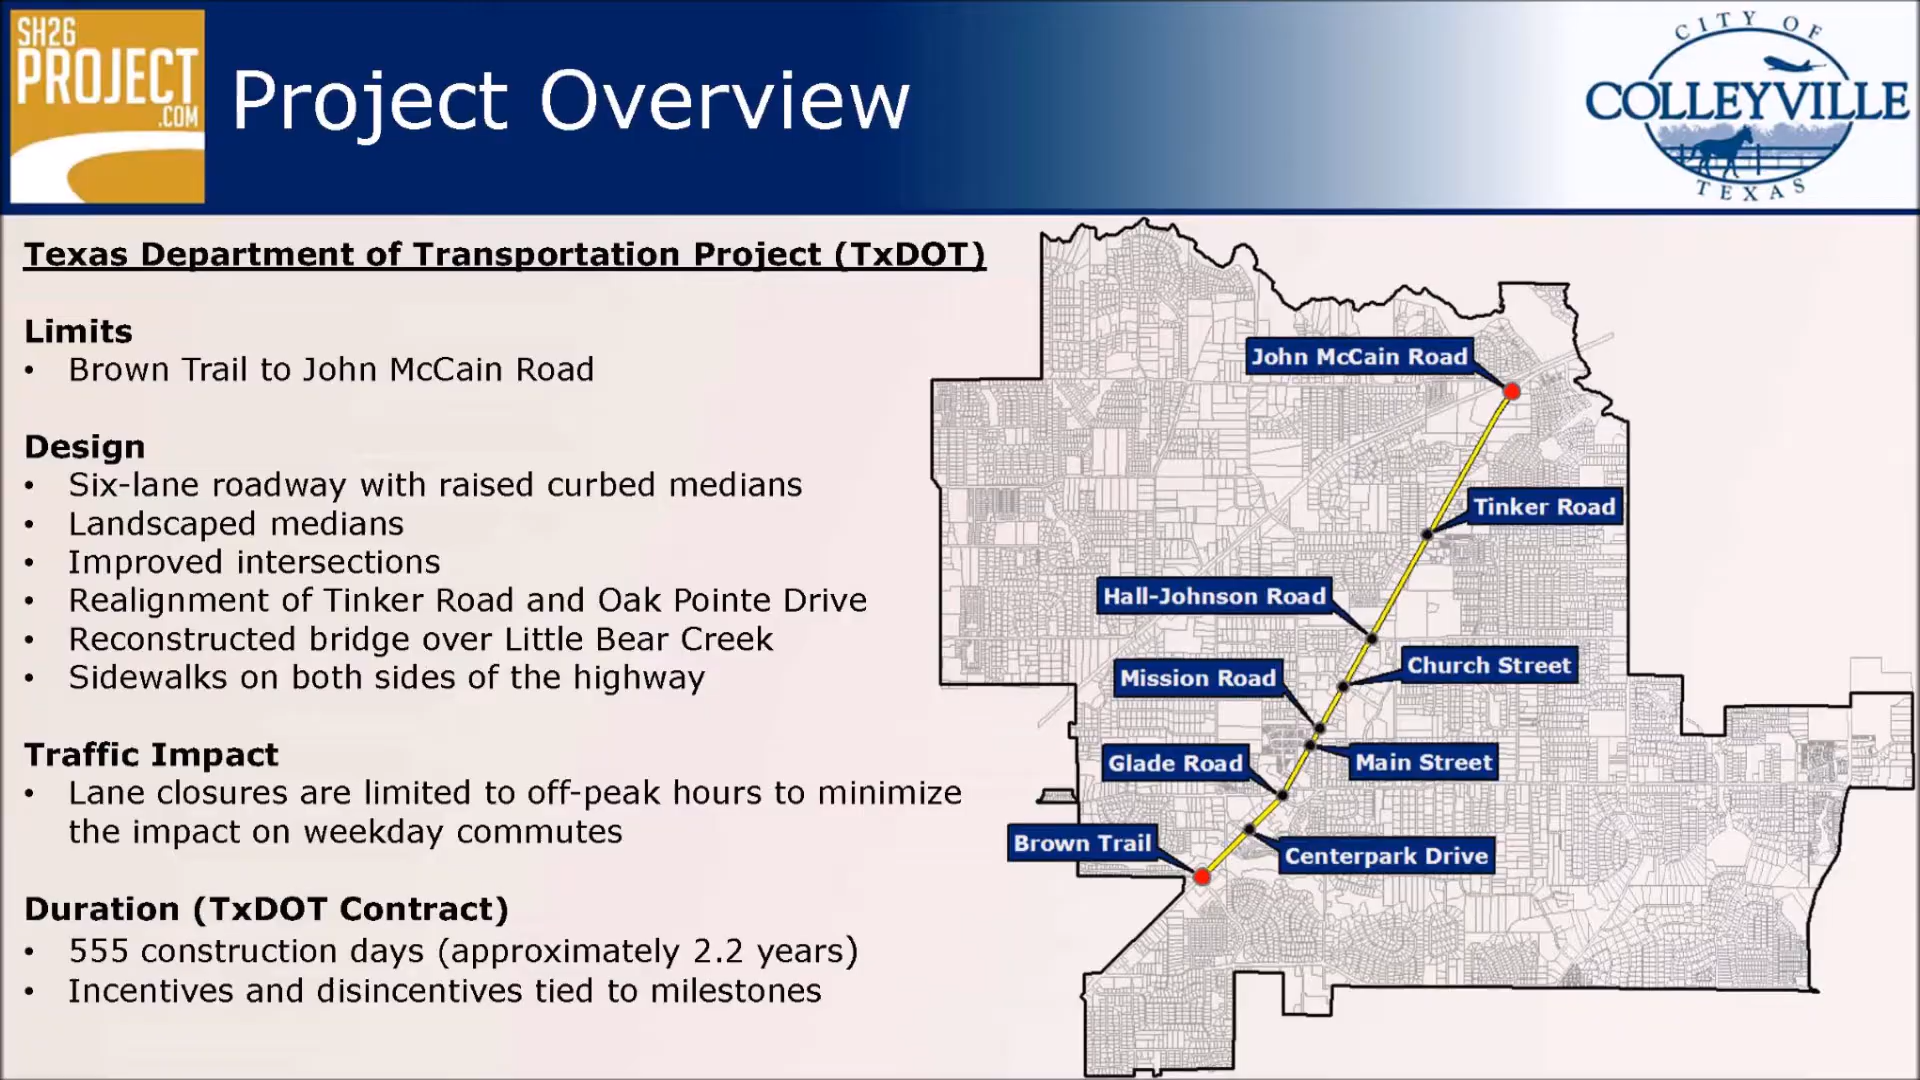 SH26
PROJECT
.COM
Project Overview
CITY OF
COLLEYVILLE
TEXAS
Texas Department of Transportation Project (TxDOT)
Limits
• Brown Trail to John McCain Road
Design
• Six-lane roadway with raised curbed medians
• Landscaped medians
• Improved intersections
• Realignment of Tinker Road and Oak Pointe Drive
• Reconstructed bridge over Little Bear Creek
• Sidewalks on both sides of the highway
Traffic Impact
• Lane closures are limited to off-peak hours to minimize
the impact on weekday commutes
Duration (TxDOT Contract)
• 555 construction days (approximately 2.2 years)
• Incentives and disincentives tied to milestones
John McCain Road
Tinker Road
Hall-Johnson Road
Church Street
Mission Road
Main Street
Glade Road
Brown Trail
Centerpark Drive